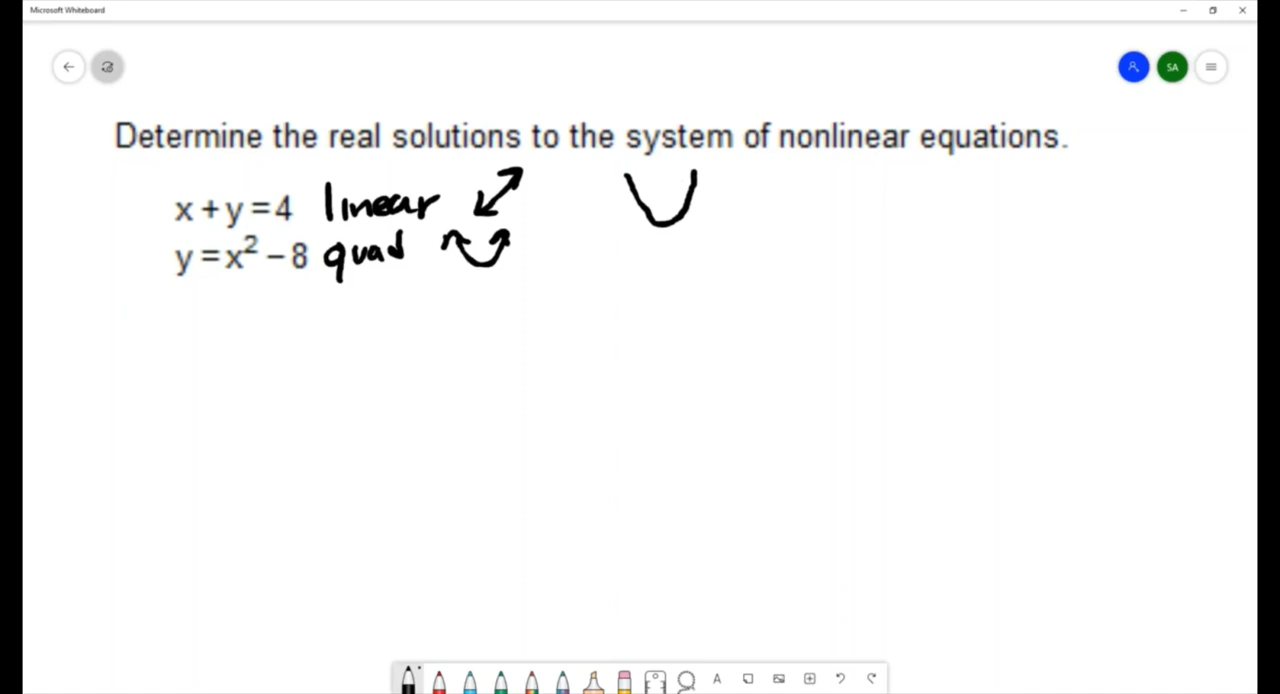 Microsoft Whiteboard
SA
Determine the real solutions to the system of nonlinear equations.
x + y = 4 linear
y = x² - 8 quad
A